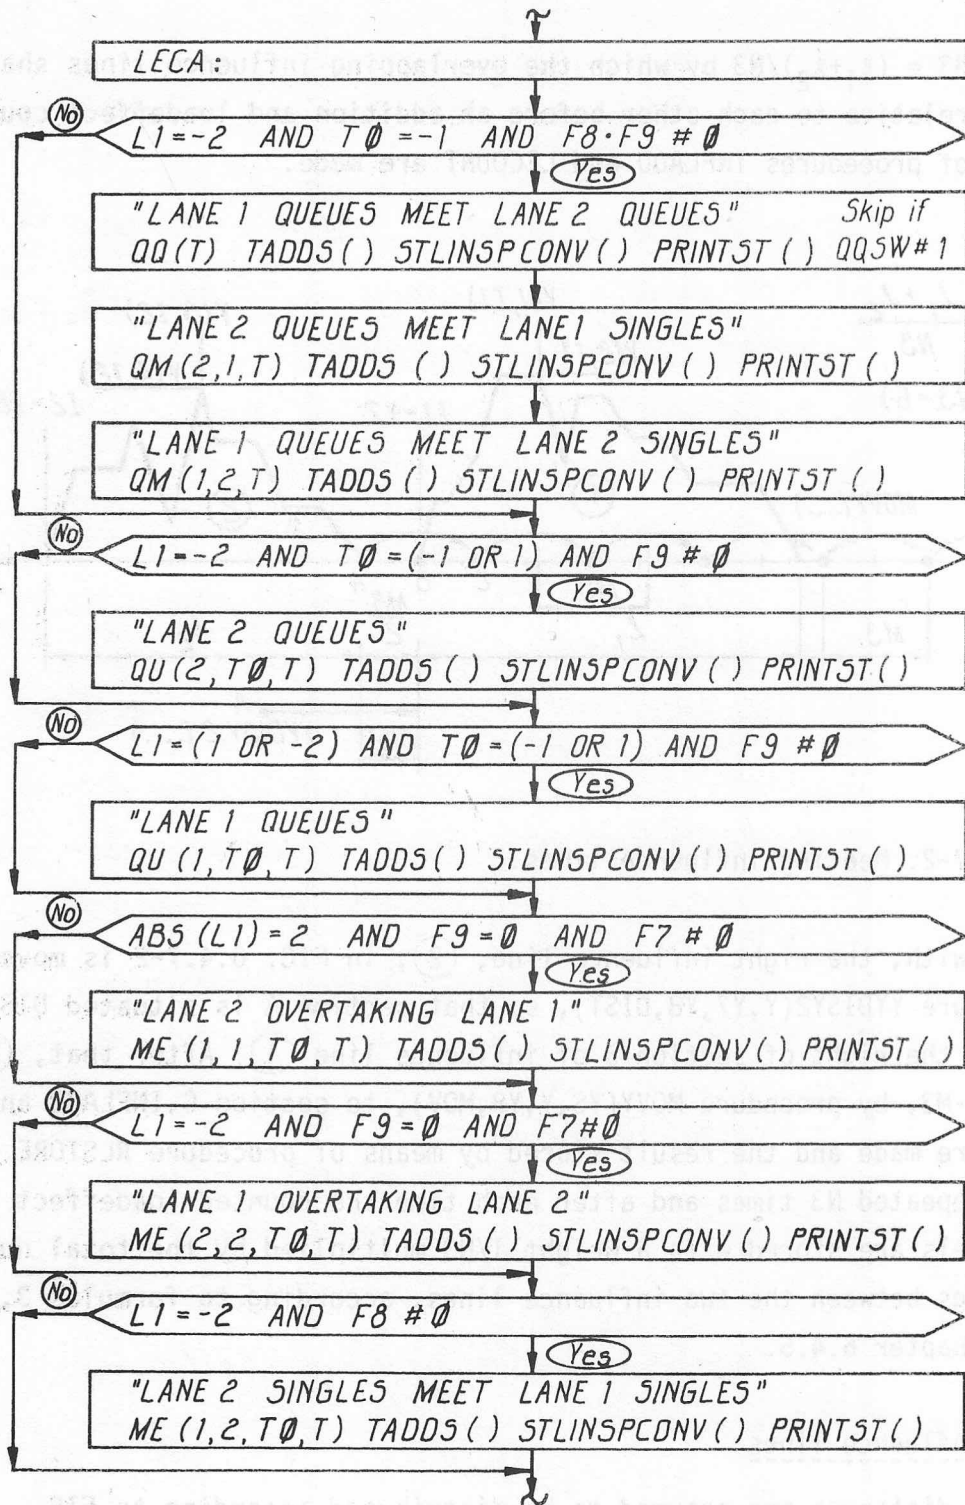 LEGA:
No
L1=-2 AND TØ=-1 AND F8·F9 # Ø
Yes
"LANE 1 QUEUES MEET LANE 2 QUEUES" Skip if
QQ(T) TADDS() STLINSPCONV() PRINTST() QQSW#1
"LANE 2 QUEUES MEET LANE1 SINGLES"
QM(2,1,T) TADDS () STLINSPCONV() PRINTST()
"LANE 1 QUEUES MEET LANE 2 SINGLES"
QM(1,2,T) TADDS() STLINSPCONV() PRINTST()
No
L1=-2 AND TØ=(-1 OR 1) AND F9#Ø
Yes
"LANE 2 QUEUES"
QU(2,TØ,T) TADDS() STLINSPCONV() PRINTST()
No
L1=(1 OR -2) AND TØ=(-1 OR 1) AND F9 #Ø
Yes
"LANE 1 QUEUES"
QU(1,TØ,T) TADDS() STLINSPCONV() PRINTST()
No
ABS(L1)=2 AND F9=Ø AND F7 # Ø
Yes
"LANE 2 OVERTAKING LANE 1"
ME(1,1,TØ,T) TADDS() STLINSPCONV() PRINTST()
No
L1=-2 AND F9=Ø AND F7#Ø
Yes
"LANE 1 OVERTAKING LANE 2"
ME(2,2,TØ,T) TADDS() STLINSPCONV() PRINTST()
No
L1=-2 AND F8 #Ø
Yes
"LANE 2 SINGLES MEET LANE 1 SINGLES"
ME(1,2,TØ,T) TADDS() STLINSPCONV() PRINTST()